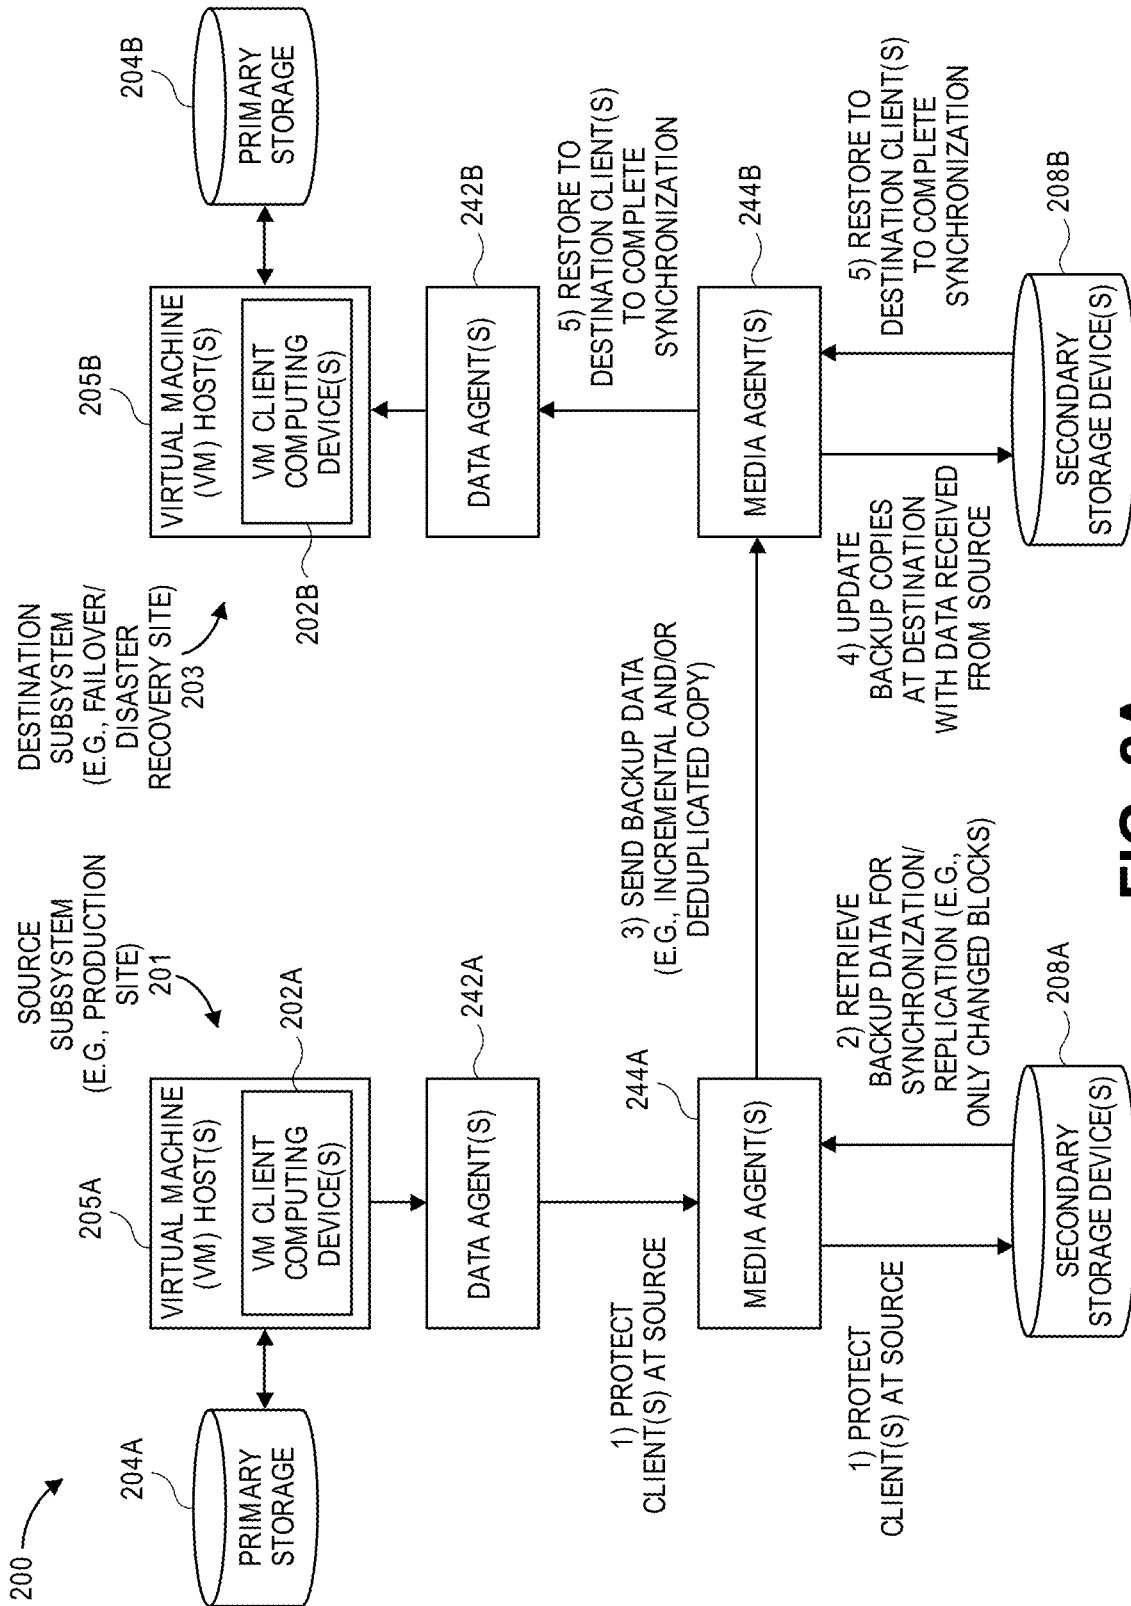 200
SOURCE
SUBSYSTEM
(E.G., PRODUCTION
SITE)
201
DESTINATION
SUBSYSTEM
(E.G., FAILOVER/
DISASTER
RECOVERY SITE)
203
204A
PRIMARY
STORAGE
205A
VIRTUAL MACHINE
(VM) HOST(S)
VM CLIENT
COMPUTING
DEVICE(S)
202A
205B
VIRTUAL MACHINE
(VM) HOST(S)
VM CLIENT
COMPUTING
DEVICE(S)
202B
204B
PRIMARY
STORAGE
242A
DATA AGENT(S)
242B
DATA AGENT(S)
1) PROTECT
CLIENT(S) AT SOURCE
3) SEND BACKUP DATA
(E.G., INCREMENTAL AND/OR
DEDUPLICATED COPY)
5) RESTORE TO
DESTINATION CLIENT(S)
TO COMPLETE
SYNCHRONIZATION
244A
MEDIA AGENT(S)
244B
MEDIA AGENT(S)
1) PROTECT
CLIENT(S) AT SOURCE
2) RETRIEVE
BACKUP DATA FOR
SYNCHRONIZATION/
REPLICATION (E.G.,
ONLY CHANGED BLOCKS)
4) UPDATE
BACKUP COPIES
AT DESTINATION
WITH DATA RECEIVED
FROM SOURCE
5) RESTORE TO
DESTINATION CLIENT(S)
TO COMPLETE
SYNCHRONIZATION
208A
SECONDARY
STORAGE DEVICE(S)
208B
SECONDARY
STORAGE DEVICE(S)
FIG.